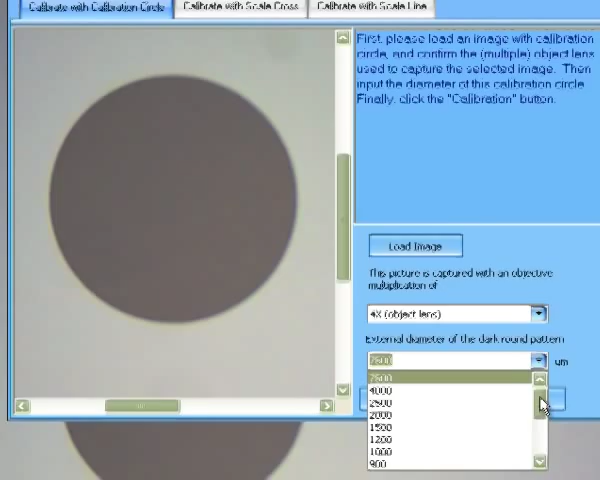 Calibrate with Calibration Circle
Calibrate with Scale Cross
Calibrate with Scale Line
First, please load an image with calibration
circle, and confirm the (multiple) object lens
used to capture the selected image. Then
input the diameter of this calibration circle
Finally, click the "Calibration" button.
Load Image
This picture is captured with an objective
multiplication of
4X (object lens)
External diameter of the dark round pattern
7500
um
7500
4000
2500
2000
1500
1200
1000
900